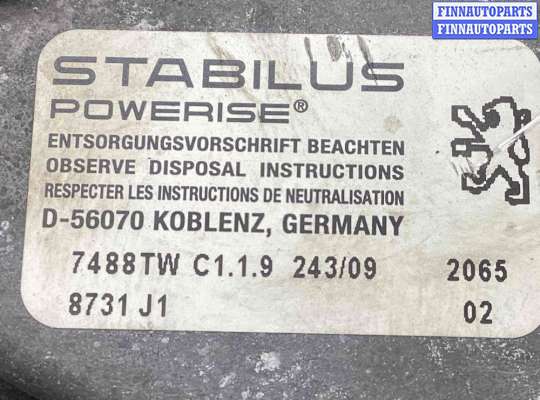 FINNAUTOPARTS
FINNAUTOPARTS
STABILUS
POWERISE®
ENTSORGUNGSVORSCHRIFT BEACHTEN
OBSERVE DISPOSAL INSTRUCTIONS
RESPECTER LES INSTRUCTIONS DE NEUTRALISATION
D-56070 KOBLENZ, GERMANY
7488TW C1.1.9 243/09 2065
8731 J1 02